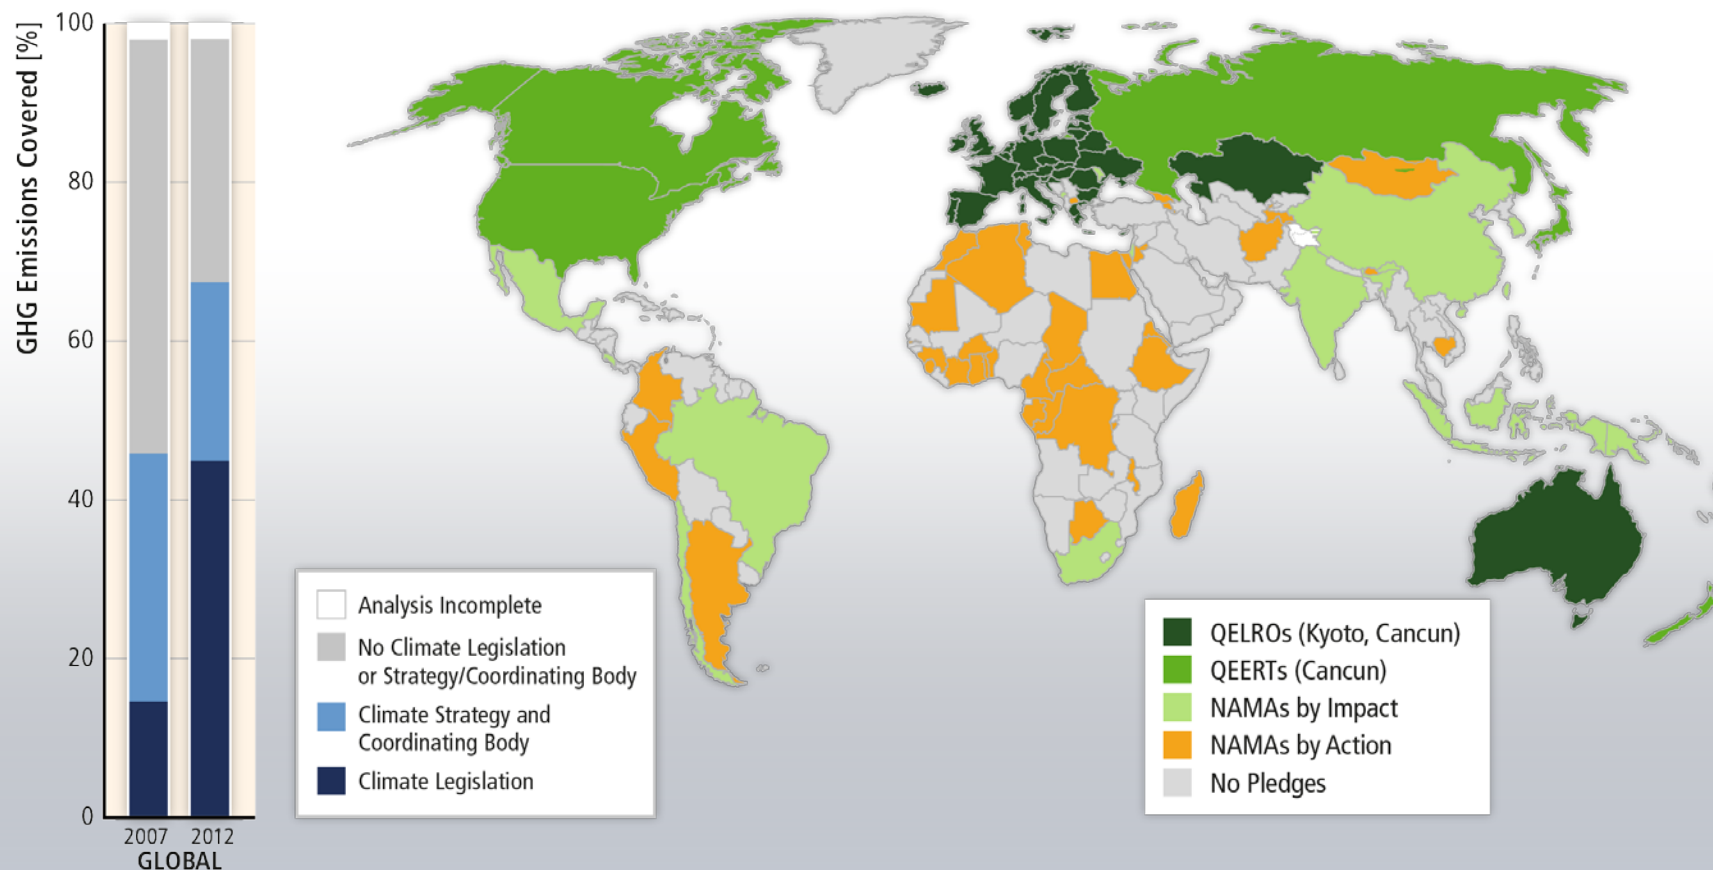 GHG Emissions Covered [%]
100
80
60
40
20
0
2007 2012
GLOBAL
Analysis Incomplete
No Climate Legislation
or Strategy/Coordinating Body
Climate Strategy and
Coordinating Body
Climate Legislation
QELROs (Kyoto, Cancun)
QEERTs (Cancun)
NAMAs by Impact
NAMAs by Action
No Pledges